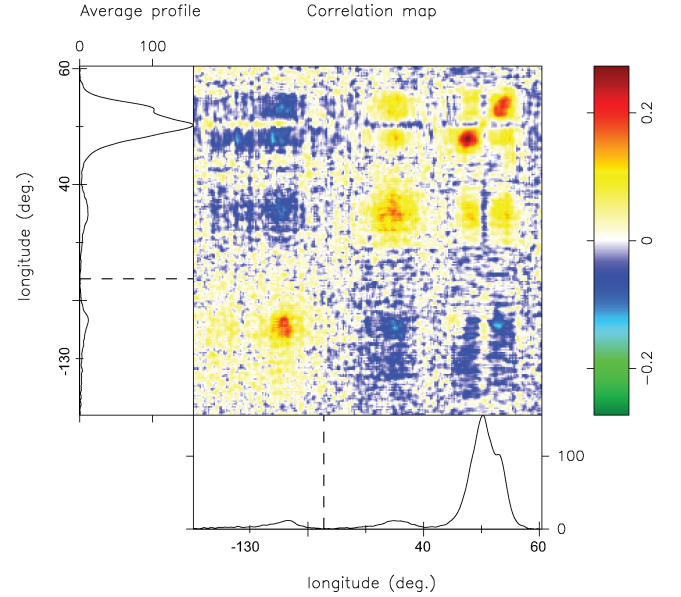 Average profile
Correlation map
0 100
60
40
-130
longitude (deg.)
0.2
0
-0.2
100
0
-130 40 60
longitude (deg.)